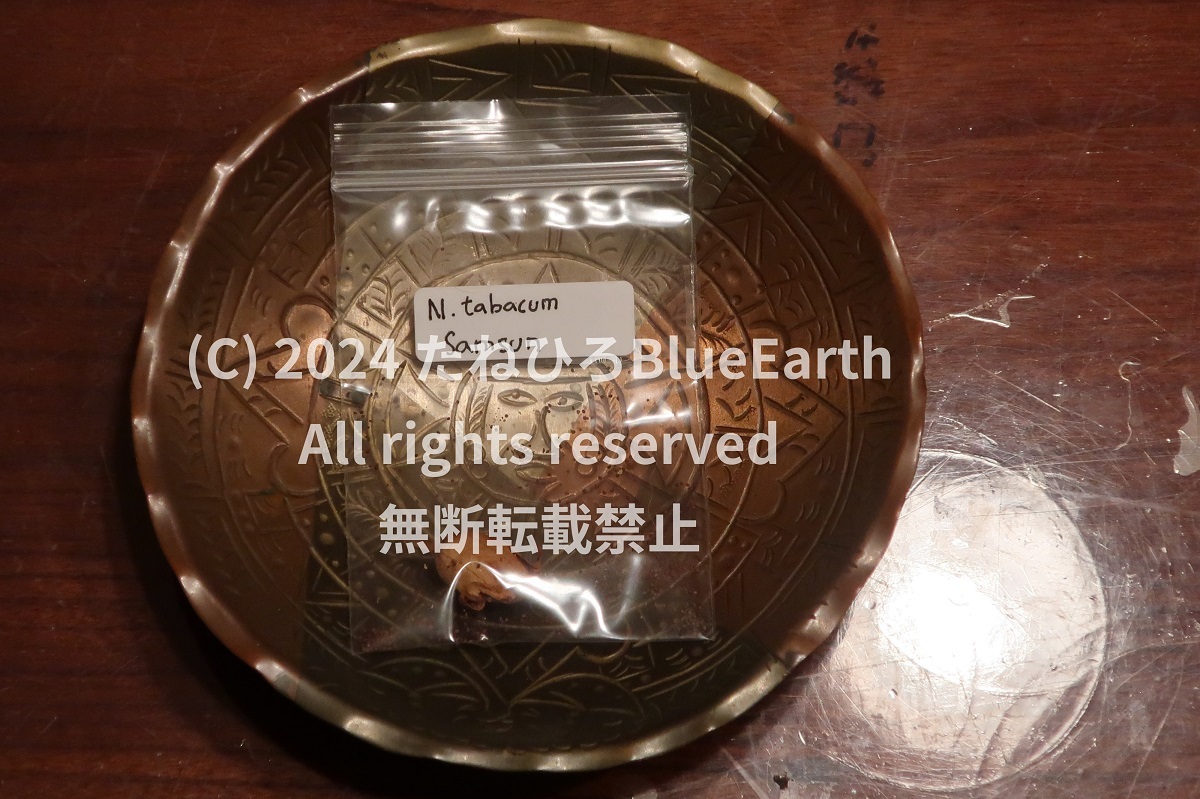 N. tabacum
Samsun
(C) 2024 たねひろBlueEarth
All rights reserved
無断転載禁止